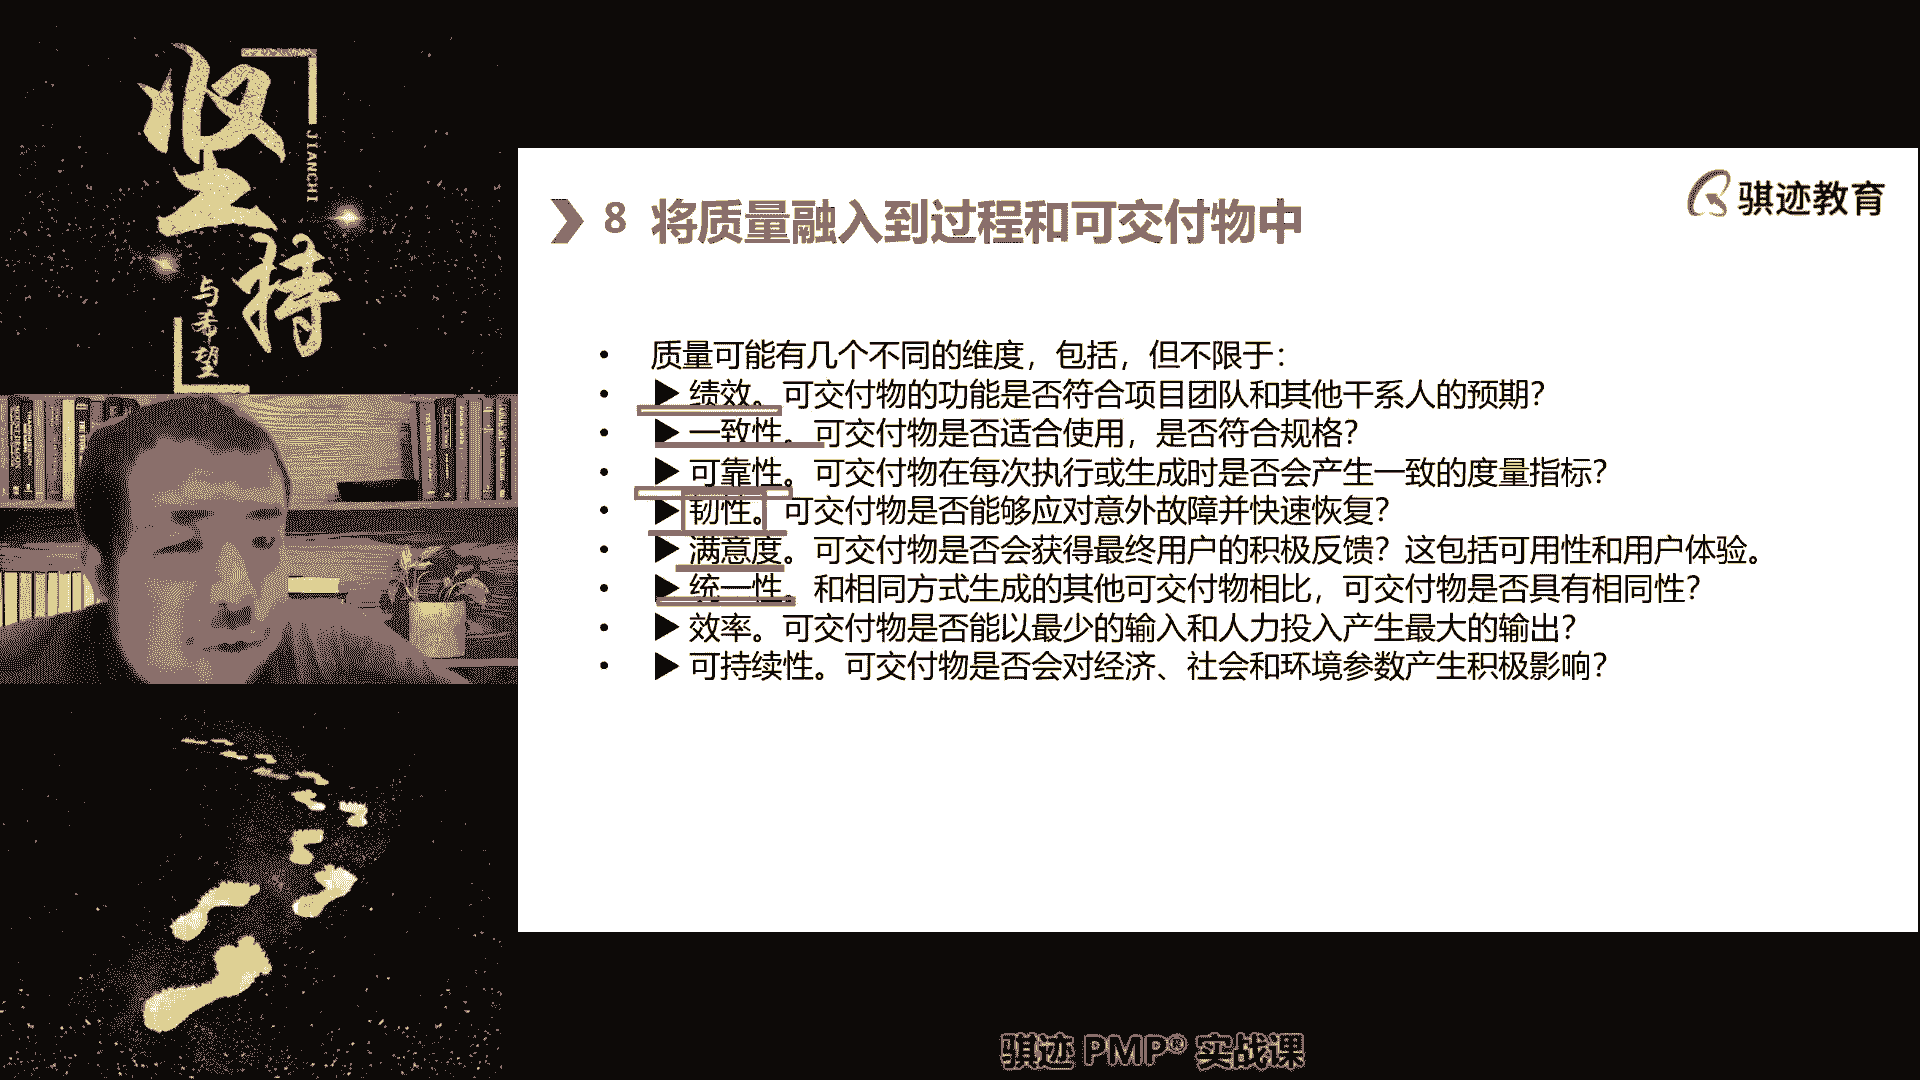 坚持
JIANCHI
与希望
骐迹教育
8 将质量融入到过程和可交付物中
• 质量可能有几个不同的维度，包括，但不限于：
• ▶ 绩效。可交付物的功能是否符合项目团队和其他干系人的预期？
• ▶ 一致性。可交付物是否适合使用，是否符合规格？
• ▶ 可靠性。可交付物在每次执行或生成时是否会产生一致的度量指标？
• ▶ 韧性。可交付物是否能够应对意外故障并快速恢复？
• ▶ 满意度。可交付物是否会获得最终用户的积极反馈？这包括可用性和用户体验。
• ▶ 统一性。和相同方式生成的其他可交付物相比，可交付物是否具有相同性？
• ▶ 效率。可交付物是否能以最少的输入和人力投入产生最大的输出？
• ▶ 可持续性。可交付物是否会对经济、社会和环境参数产生积极影响？
骐迹 PMP® 实战课